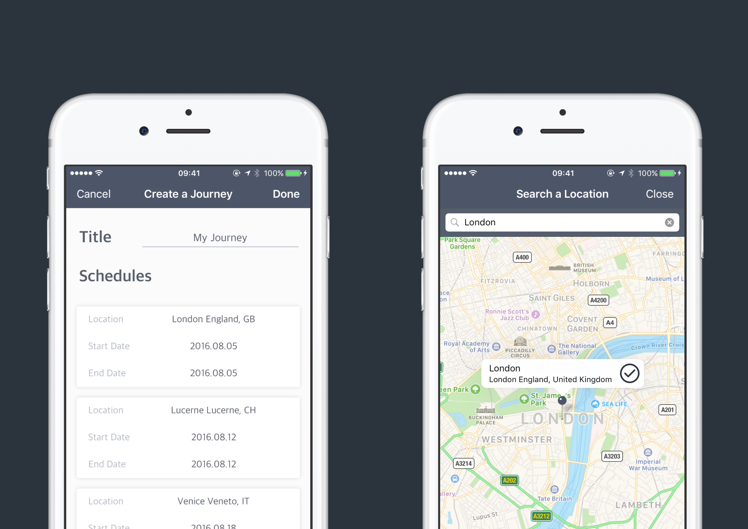 09:41
100%
Cancel
Create a Journey
Done
Title
My Journey
Schedules
Location
London England, GB
Start Date
2016.08.05
End Date
2016.08.05
Location
Lucerne Lucerne, CH
Start Date
2016.08.12
End Date
2016.08.12
Location
Venice Veneto, IT
Start Date
2016.08.18
09:41
100%
Search a Location
Close
London
Park Square
Gardens
A400
FARRING
BRITISH
MUSEUM
FITZROVIA
Museum of L
HOLBORN
SAINT GILES
A4200
Ronnie Scott's
Jazz Club
COVENT
GARDEN
A4
CHINATOWN
Royal Academy
of Arts
PICCADILLY
CIRCUS
The National
Gallery
Crown River Cruise
London
London England, United Kingdom
een Park
St. Jame's
Park
SEA LIFE
A201
BUCKINGHAM
PALACE
LONDON
WESTMINSTER
A3203
A3214
Imperial
War Museum
A202
Tate Britain
LAMBETH
Lupus St
A3212